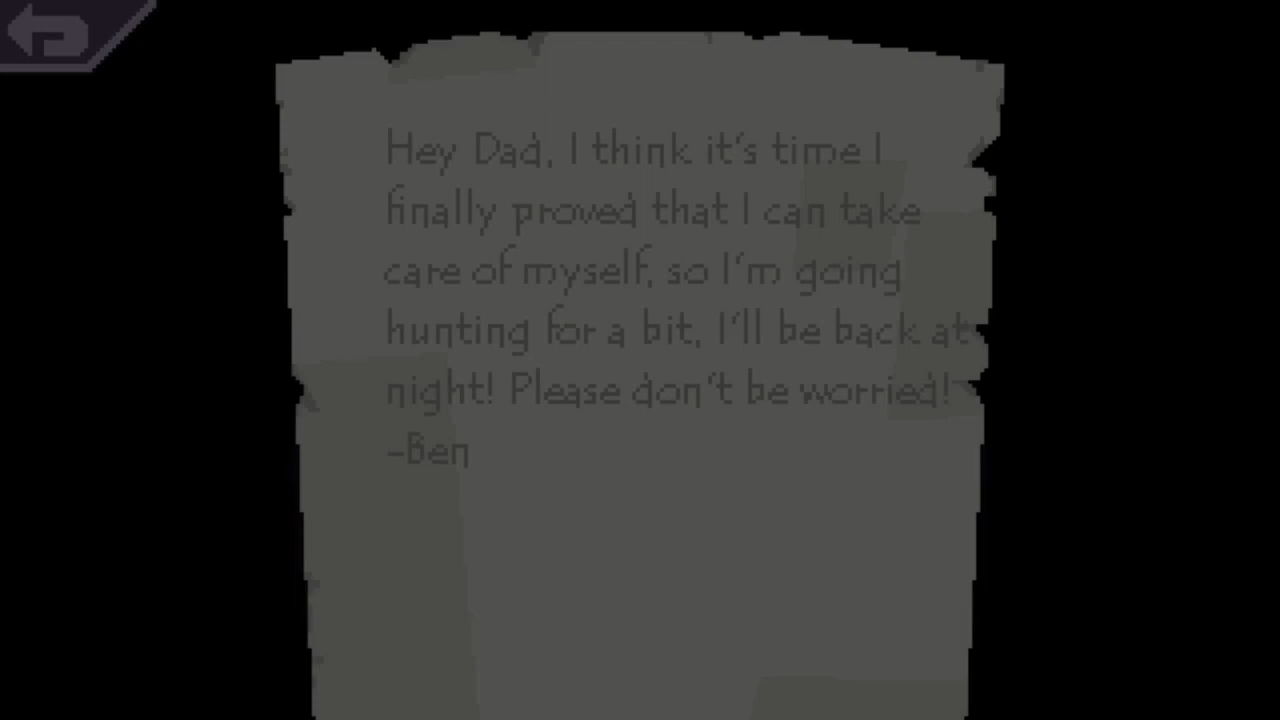 Hey Dad, I think it's time I
finally proved that I can take
care of myself, so I'm going
hunting for a bit, I'll be back at
night! Please don't be worried!
-Ben